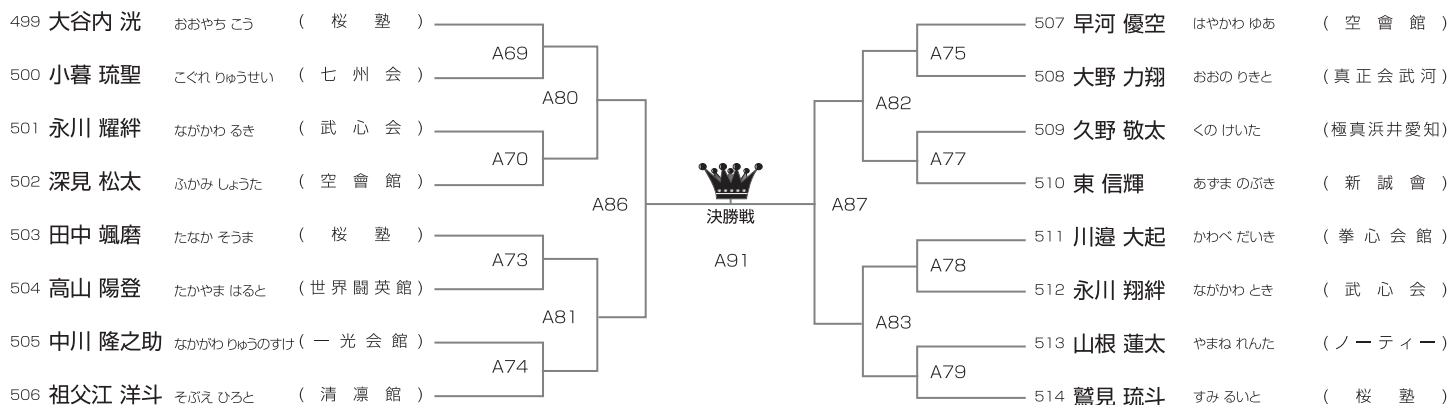 499 大谷内 洸 おおやち こう ( 桜 塾 )
500 小暮 琉聖 こぐれ りゅうせい ( 七 州 会 )
501 永川 耀絆 ながかわ るき ( 武 心 会 )
502 深見 松太 ふかみ しょうた ( 空 會 館 )
503 田中 颯磨 たなか そうま ( 桜 塾 )
504 高山 陽登 たかやま はると ( 世 界 闘 英 館 )
505 中川 隆之助 なかがわ りゅうのすけ ( 一 光 会 館 )
506 祖父江 洋斗 そぶえ ひろと ( 清 凛 館 )
A69
A70
A73
A74
A80
A81
A86
決勝戦
A91
A87
A82
A83
A75
A77
A78
A79
507 早河 優空 はやかわ ゆあ ( 空 會 館 )
508 大野 力翔 おおの りきと ( 真 正 会 武 河 )
509 久野 敬太 くの けいた (極真浜井愛知)
510 東 信輝 あずま のぶき ( 新 誠 會 )
511 川邉 大起 かわべ だいき ( 拳 心 会 館 )
512 永川 翔絆 ながかわ とき ( 武 心 会 )
513 山根 蓮太 やまね れんた ( ノ ー ティ ー )
514 鷲見 琉斗 すみ るいと ( 桜 塾 )